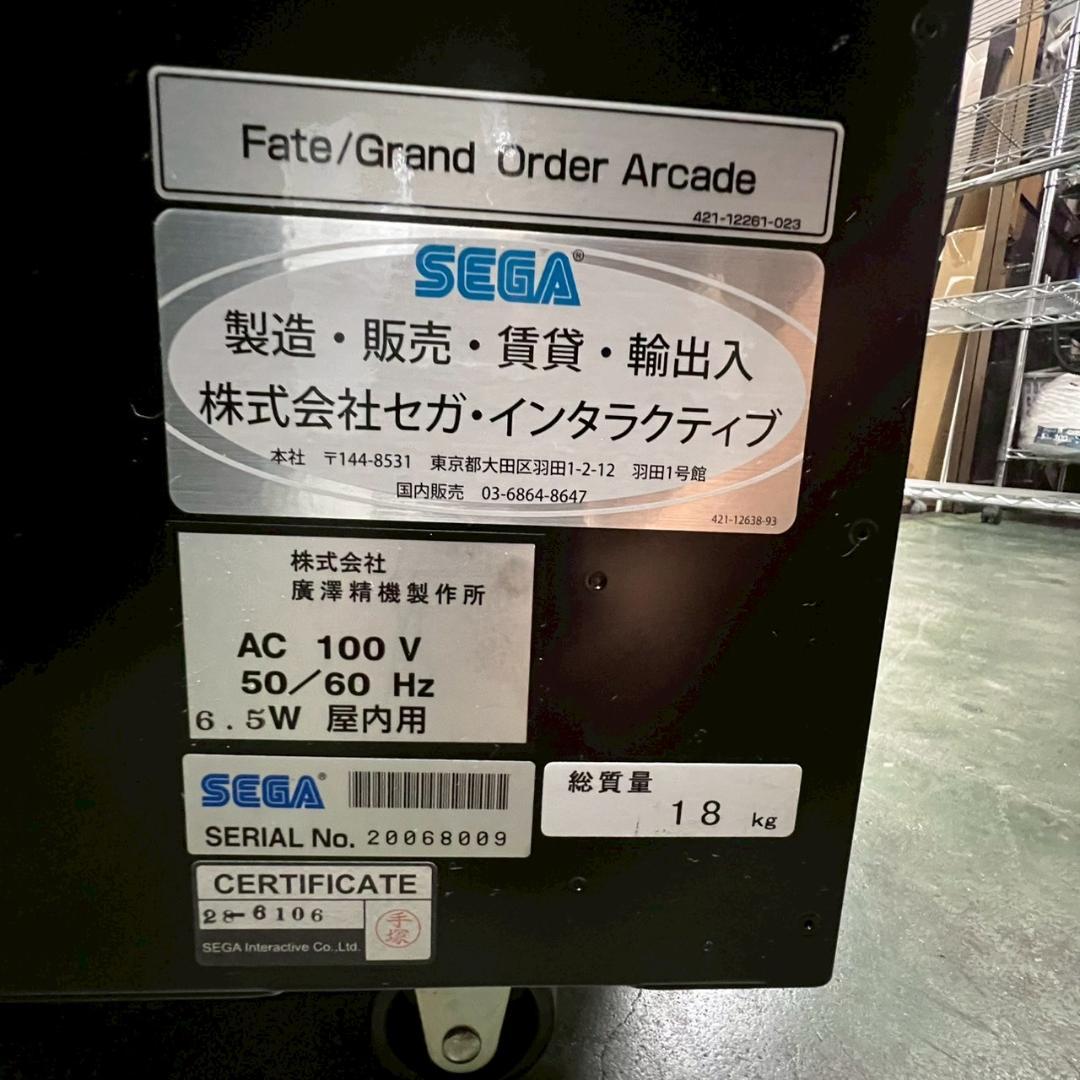 Fate/Grand Order Arcade
421-12261-023
SEGA®
製造・販売・賃貸・輸出入
株式会社セガ・インタラクティブ
本社 〒144-8531 東京都大田区羽田1-2-12 羽田1号館
国内販売 03-6864-8647
421-12638-93
株式会社
廣澤精機製作所
AC 100 V
50/60 Hz
6.5W 屋内用
SEGA®
SERIAL No. 20068009
総質量
18 kg
CERTIFICATE
28-6106
手塚
SEGA Interactive Co.,Ltd.